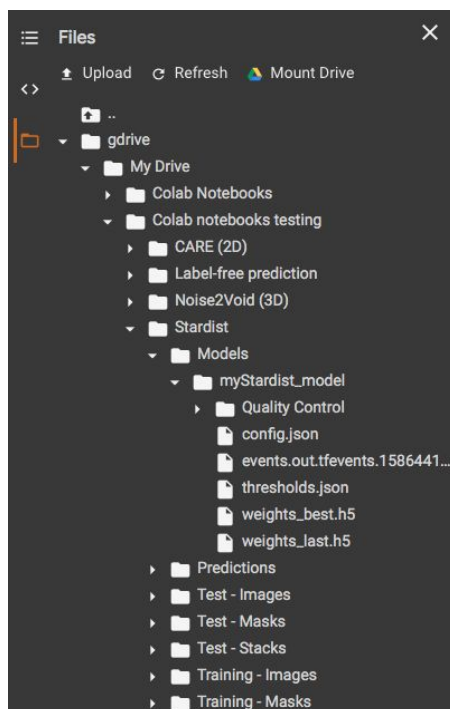 Files
Upload Refresh Mount Drive
..
gdrive
My Drive
Colab Notebooks
Colab notebooks testing
CARE (2D)
Label-free prediction
Noise2Void (3D)
Stardist
Models
myStardist_model
Quality Control
config.json
events.out.tfevents.1586441...
thresholds.json
weights_best.h5
weights_last.h5
Predictions
Test - Images
Test - Masks
Test - Stacks
Training - Images
Training - Masks